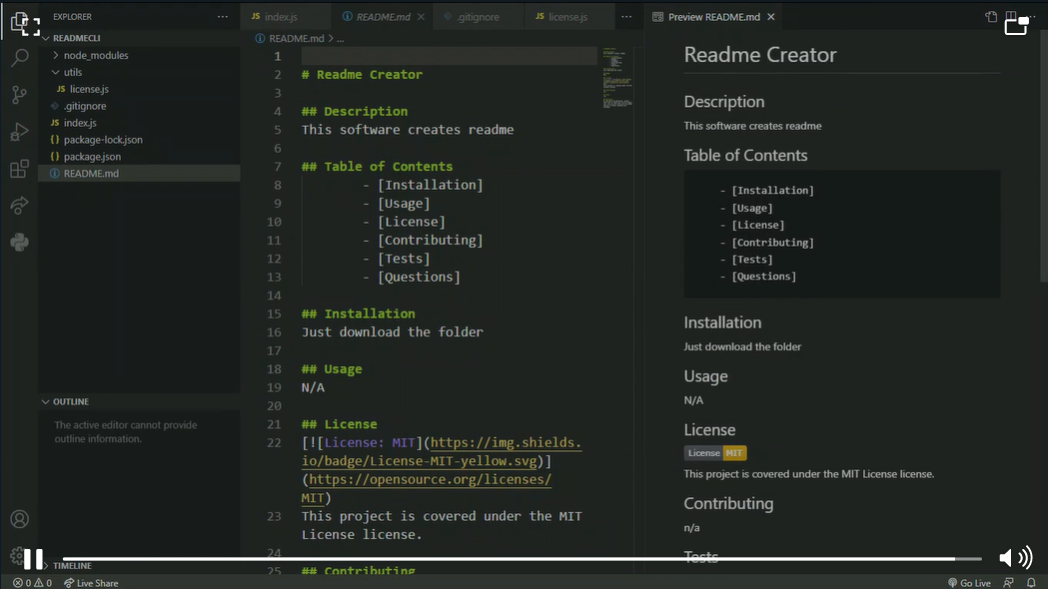 EXPLORER
READMECLI
node_modules
utils
license.js
.gitignore
index.js
package-lock.json
package.json
README.md
OUTLINE
The active editor cannot provide
outline information.
TIMELINE
index.js
README.md
.gitignore
license.js
README.md > ...
1
2 # Readme Creator
3
4 ## Description
5 This software creates readme
6
7 ## Table of Contents
8 - [Installation]
9 - [Usage]
10 - [License]
11 - [Contributing]
12 - [Tests]
13 - [Questions]
14
15 ## Installation
16 Just download the folder
17
18 ## Usage
19 N/A
20
21 ## License
22 [![License: MIT](https://img.shields.
io/badge/License-MIT-yellow.svg)]
(https://opensource.org/licenses/
MIT)
23 This project is covered under the MIT
License license.
24
25 ## Contributing
Preview README.md
Readme Creator
Description
This software creates readme
Table of Contents
- [Installation]
- [Usage]
- [License]
- [Contributing]
- [Tests]
- [Questions]
Installation
Just download the folder
Usage
N/A
License
License MIT
This project is covered under the MIT License license.
Contributing
n/a
Tests
0
0
Live Share
Go Live